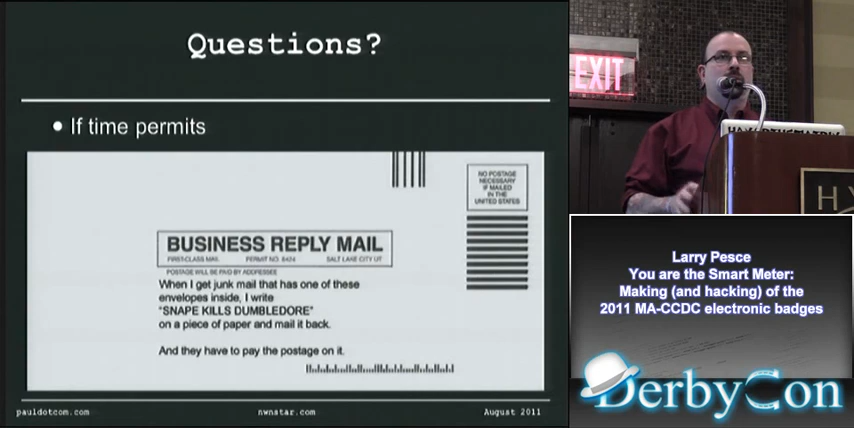 Questions?
• If time permits
NO POSTAGE
NECESSARY
IF MAILED
IN THE
UNITED STATES
BUSINESS REPLY MAIL
FIRST-CLASS MAIL PERMIT NO. 8424 SALT LAKE CITY UT
POSTAGE WILL BE PAID BY ADDRESSEE
When I get junk mail that has one of these
envelopes inside, I write
"SNAPE KILLS DUMBLEDORE"
on a piece of paper and mail it back.
And they have to pay the postage on it.
pauldotcom.com nwnstar.com August 2011
EXIT
HY
Larry Pesce
You are the Smart Meter:
Making (and hacking) of the
2011 MA-CCDC electronic badges
DerbyCon